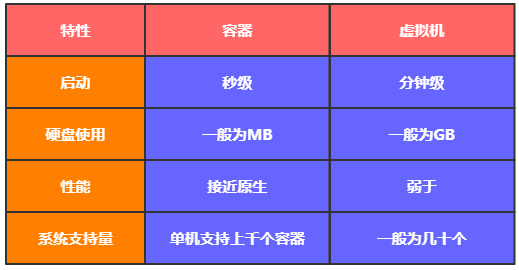 特性 容器 虚拟机
启动 秒级 分钟级
硬盘使用 一般为MB 一般为GB
性能 接近原生 弱于
系统支持量 单机支持上千个容器 一般为几十个